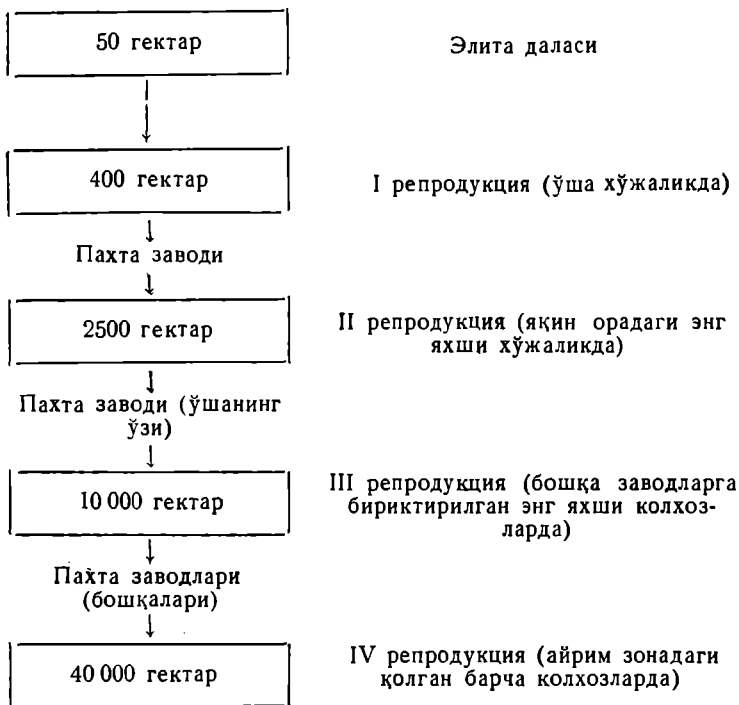 50 гектар
Элита даласи
400 гектар
I репродукция (ўша хўжаликда)
Пахта заводи
2500 гектар
II репродукция (яқин орадаги энг
яхши хўжаликда)
Пахта заводи (ўшанинг
ўзи)
10 000 гектар
III репродукция (бошқа заводларга
бириктирилган энг яхши колхоз-
ларда)
Пахта заводлари
(бошқалари)
40 000 гектар
IV репродукция (айрим зонадаги
қолган барча колхозларда)